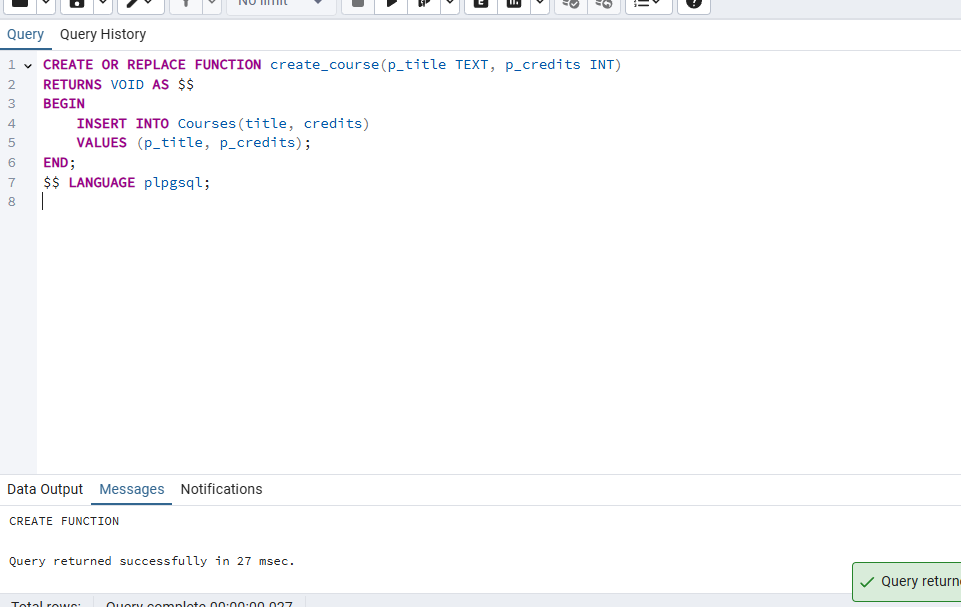 No limit
Query Query History
1 CREATE OR REPLACE FUNCTION create_course(p_title TEXT, p_credits INT)
2 RETURNS VOID AS $$
3 BEGIN
4 INSERT INTO Courses(title, credits)
5 VALUES (p_title, p_credits);
6 END;
7 $$ LANGUAGE plpgsql;
8
Data Output Messages Notifications
CREATE FUNCTION
Query returned successfully in 27 msec.
Query return
Total rows: Query complete 00:00:00.027